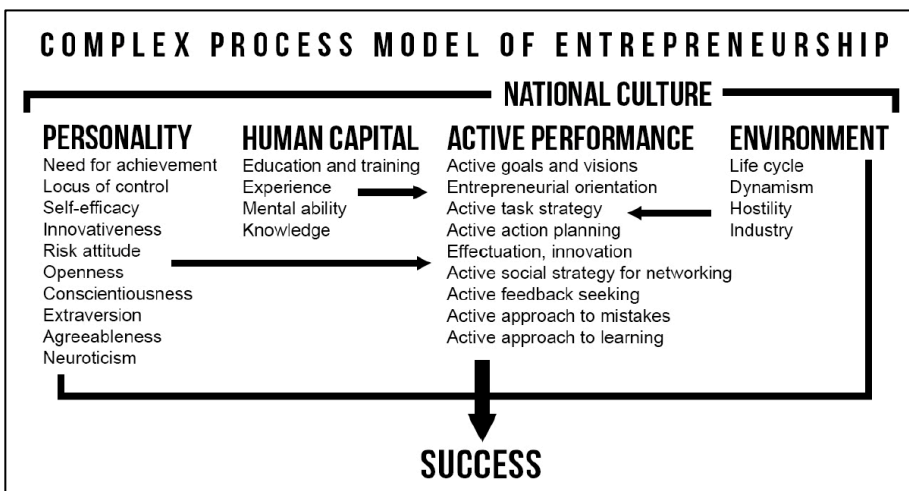 COMPLEX PROCESS MODEL OF ENTREPRENEURSHIP
NATIONAL CULTURE
PERSONALITY
Need for achievement
Locus of control
Self-efficacy
Innovativeness
Risk attitude
Openness
Conscientiousness
Extraversion
Agreeableness
Neuroticism
HUMAN CAPITAL
Education and training
Experience
Mental ability
Knowledge
ACTIVE PERFORMANCE
Active goals and visions
Entrepreneurial orientation
Active task strategy
Active action planning
Effectuation, innovation
Active social strategy for networking
Active feedback seeking
Active approach to mistakes
Active approach to learning
ENVIRONMENT
Life cycle
Dynamism
Hostility
Industry
SUCCESS